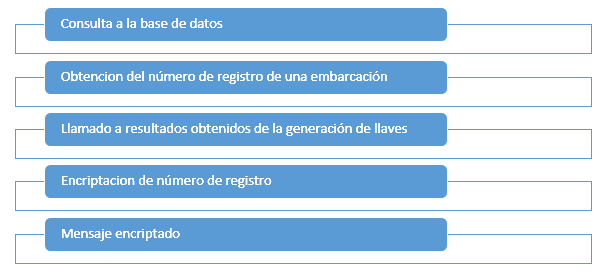 Consulta a la base de datos
Obtencion del número de registro de una embarcación
Llamado a resultados obtenidos de la generación de llaves
Encriptacion de número de registro
Mensaje encriptado